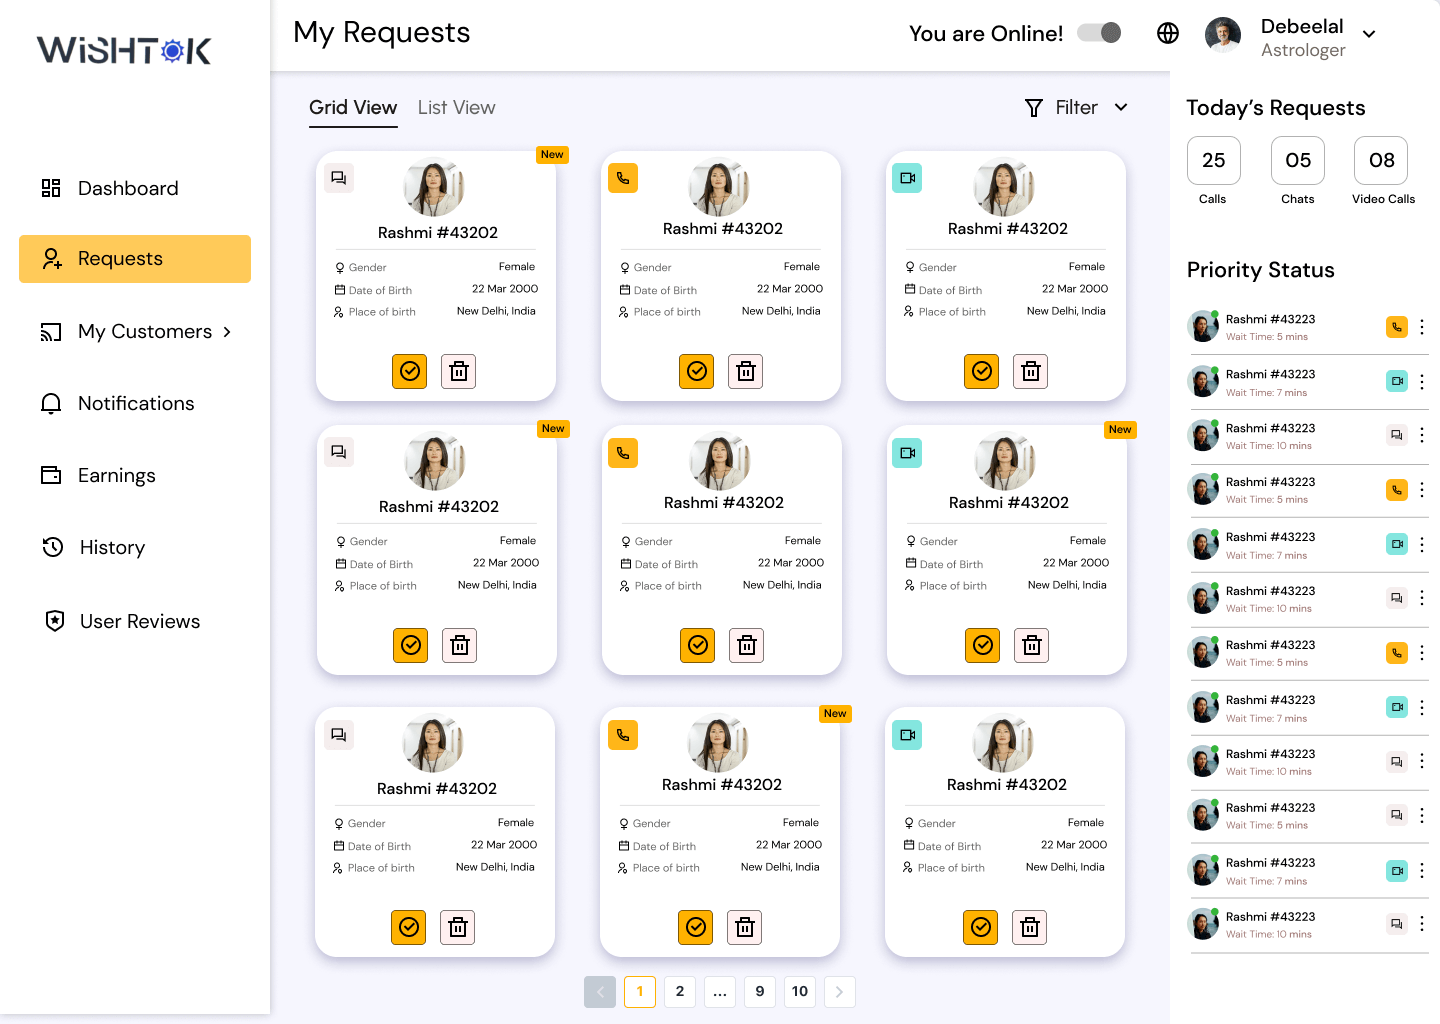 WiSHTOK
Dashboard
Requests
My Customers
Notifications
Earnings
History
User Reviews
My Requests
You are Online!
Debeelal
Astrologer
Grid View
List View
Filter
New
Rashmi #43202
Gender Female
Date of Birth 22 Mar 2000
Place of birth New Delhi, India
Rashmi #43202
Gender Female
Date of Birth 22 Mar 2000
Place of birth New Delhi, India
Rashmi #43202
Gender Female
Date of Birth 22 Mar 2000
Place of birth New Delhi, India
New
Rashmi #43202
Gender Female
Date of Birth 22 Mar 2000
Place of birth New Delhi, India
Rashmi #43202
Gender Female
Date of Birth 22 Mar 2000
Place of birth New Delhi, India
New
Rashmi #43202
Gender Female
Date of Birth 22 Mar 2000
Place of birth New Delhi, India
Rashmi #43202
Gender Female
Date of Birth 22 Mar 2000
Place of birth New Delhi, India
New
Rashmi #43202
Gender Female
Date of Birth 22 Mar 2000
Place of birth New Delhi, India
Rashmi #43202
Gender Female
Date of Birth 22 Mar 2000
Place of birth New Delhi, India
1 2 ... 9 10
Today's Requests
25 05 08
Calls Chats Video Calls
Priority Status
Rashmi #43223
Wait Time: 5 mins
Rashmi #43223
Wait Time: 7 mins
Rashmi #43223
Wait Time: 10 mins
Rashmi #43223
Wait Time: 5 mins
Rashmi #43223
Wait Time: 7 mins
Rashmi #43223
Wait Time: 10 mins
Rashmi #43223
Wait Time: 5 mins
Rashmi #43223
Wait Time: 7 mins
Rashmi #43223
Wait Time: 10 mins
Rashmi #43223
Wait Time: 5 mins
Rashmi #43223
Wait Time: 7 mins
Rashmi #43223
Wait Time: 10 mins